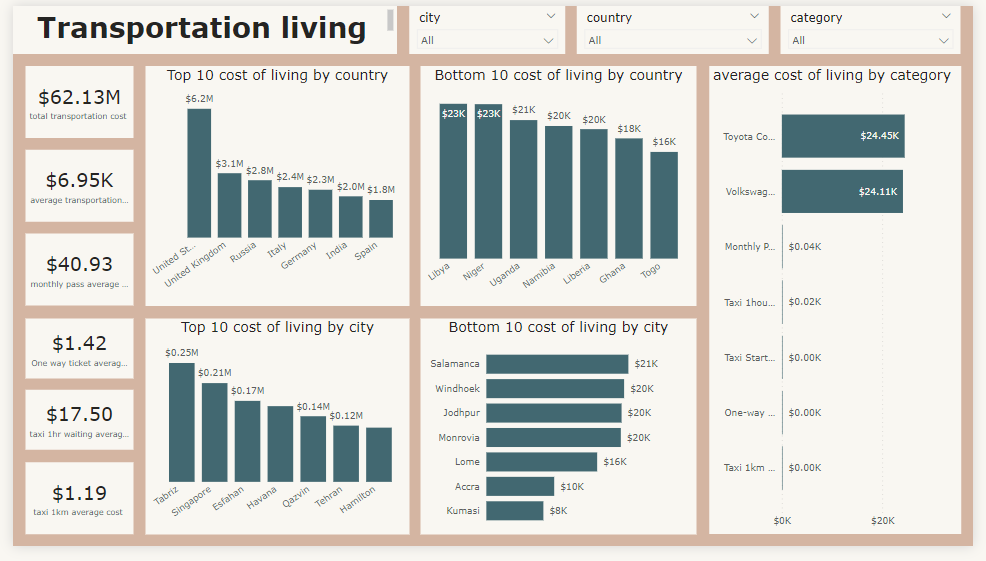 Transportation living
city
All
country
All
category
All
$62.13M
total transportation cost
$6.95K
average transportation...
$40.93
monthly pass average ...
$1.42
One way ticket averag...
$17.50
taxi 1hr waiting averag...
$1.19
taxi 1km average cost
Top 10 cost of living by country
$6.2M
$3.1M
$2.8M
$2.4M
$2.3M
$2.0M
$1.8M
United St...
United Kingdom
Russia
Italy
Germany
India
Spain
Bottom 10 cost of living by country
$23K
$23K
$21K
$20K
$20K
$18K
$16K
Libya
Niger
Uganda
Namibia
Liberia
Ghana
Togo
Top 10 cost of living by city
$0.25M
$0.21M
$0.17M
$0.14M
$0.12M
Tabriz
Singapore
Esfahan
Havana
Qazvin
Tehran
Hamilton
Bottom 10 cost of living by city
Salamanca $21K
Windhoek $20K
Jodhpur $20K
Monrovia $20K
Lome $16K
Accra $10K
Kumasi $8K
average cost of living by category
Toyota Co... $24.45K
Volkswag... $24.11K
Monthly P... $0.04K
Taxi 1hou... $0.02K
Taxi Start... $0.00K
One-way ... $0.00K
Taxi 1km ... $0.00K
$0K $20K